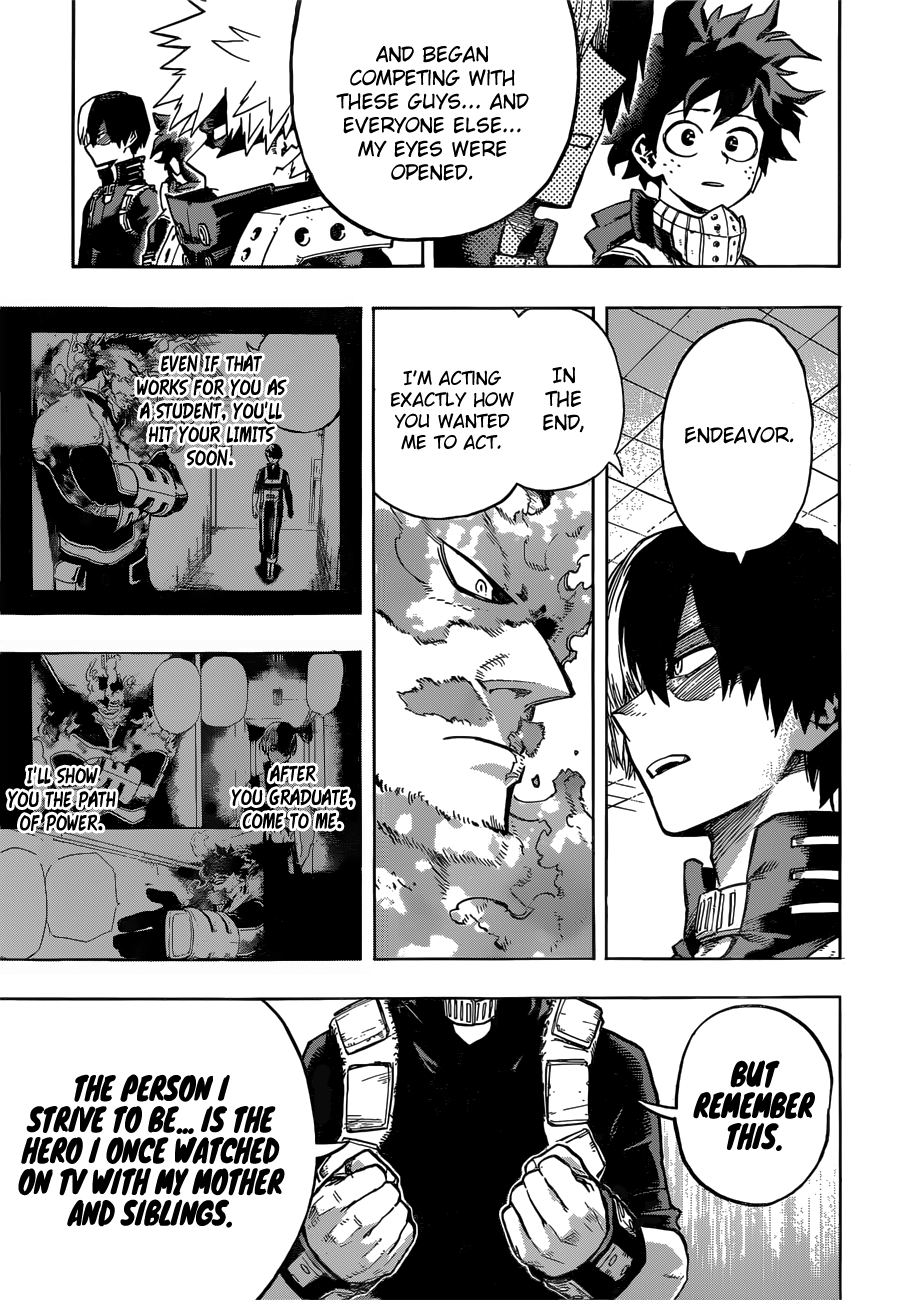 AND BEGAN
COMPETING WITH
THESE GUYS... AND
EVERYONE ELSE...
MY EYES WERE
OPENED.
ENDEAVOR.
IN
THE
END,
I'M ACTING
EXACTLY HOW
YOU WANTED
ME TO ACT.
EVEN IF THAT
WORKS FOR YOU AS
A STUDENT, YOU'LL
HIT YOUR LIMITS
SOON.
AFTER
YOU GRADUATE,
COME TO ME.
I'LL SHOW
YOU THE PATH
OF POWER.
BUT
REMEMBER
THIS.
THE PERSON I
STRIVE TO BE... IS THE
HERO I ONCE WATCHED
ON TV WITH MY MOTHER
AND SIBLINGS.